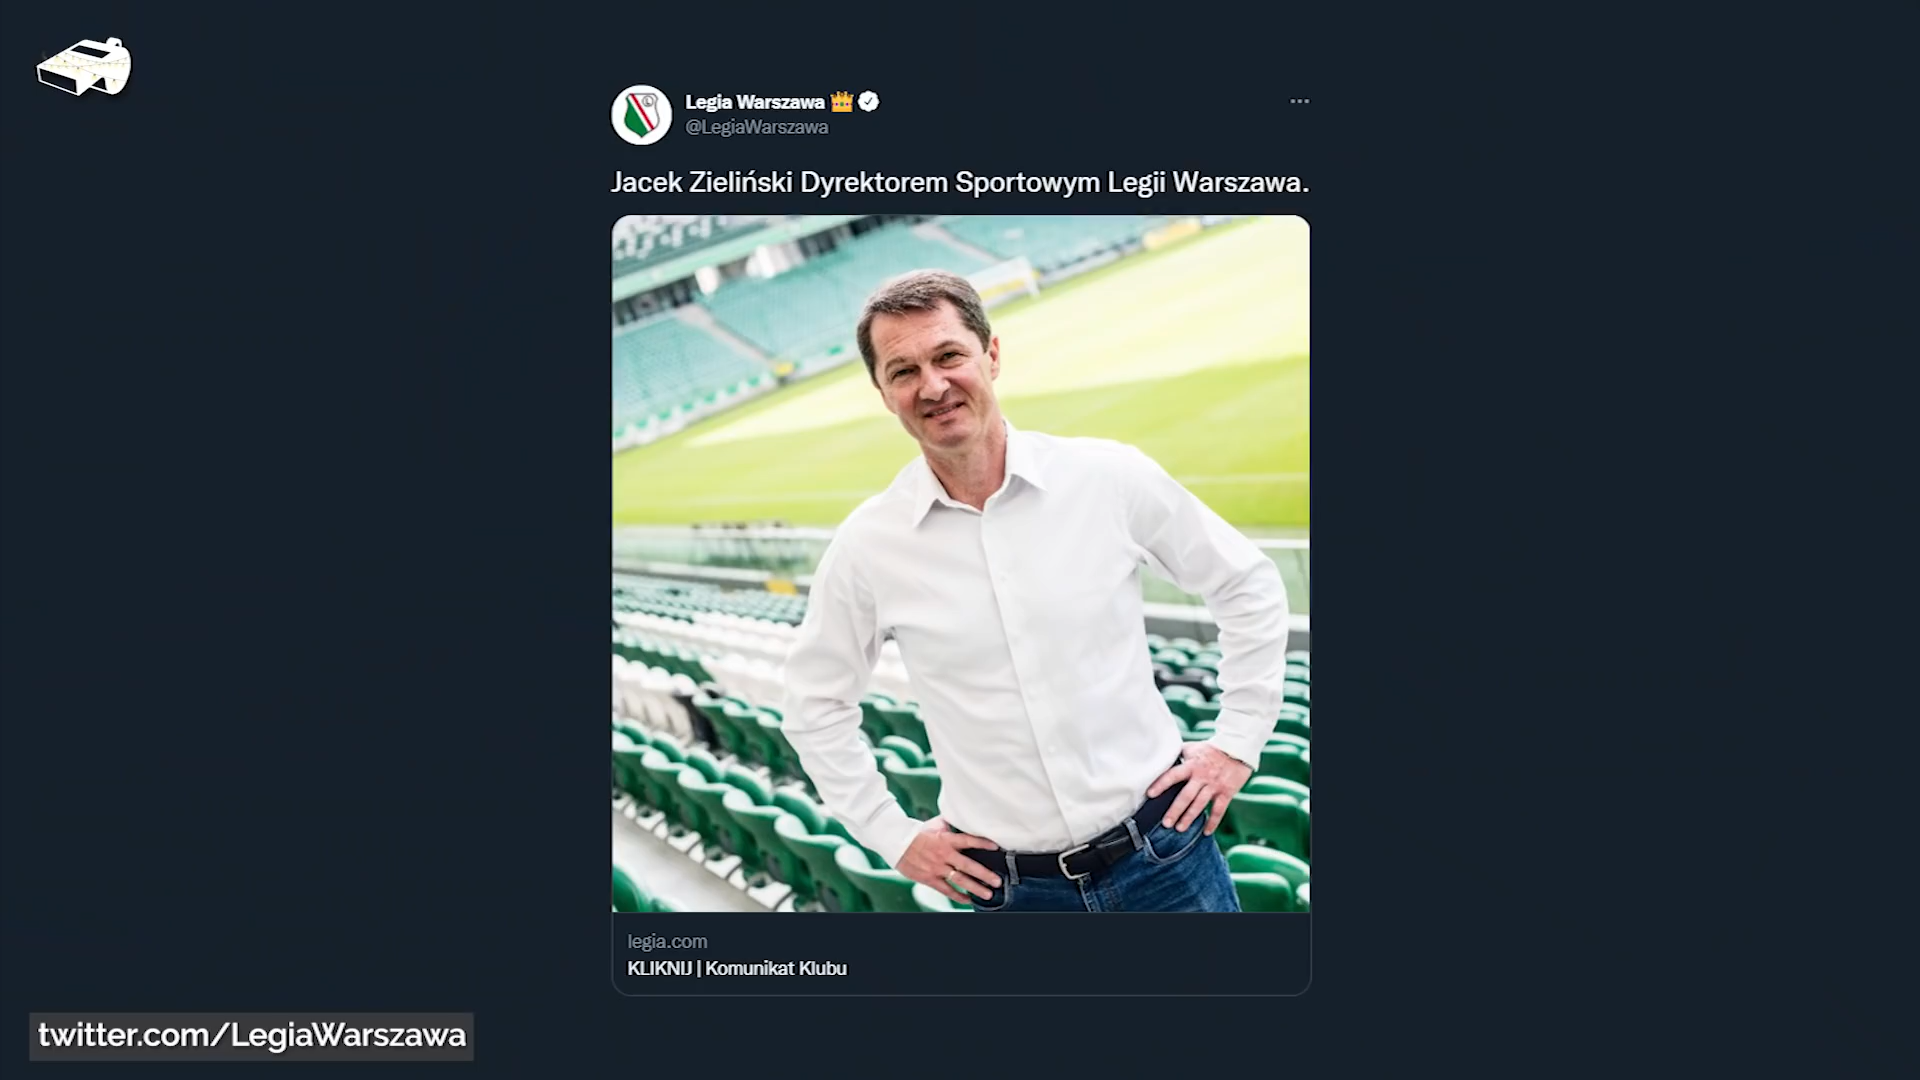 Legia Warszawa
@LegiaWarszawa
Jacek Zieliński Dyrektorem Sportowym Legii Warszawa.
legia.com
KLIKNIJ | Komunikat Klubu
twitter.com/LegiaWarszawa